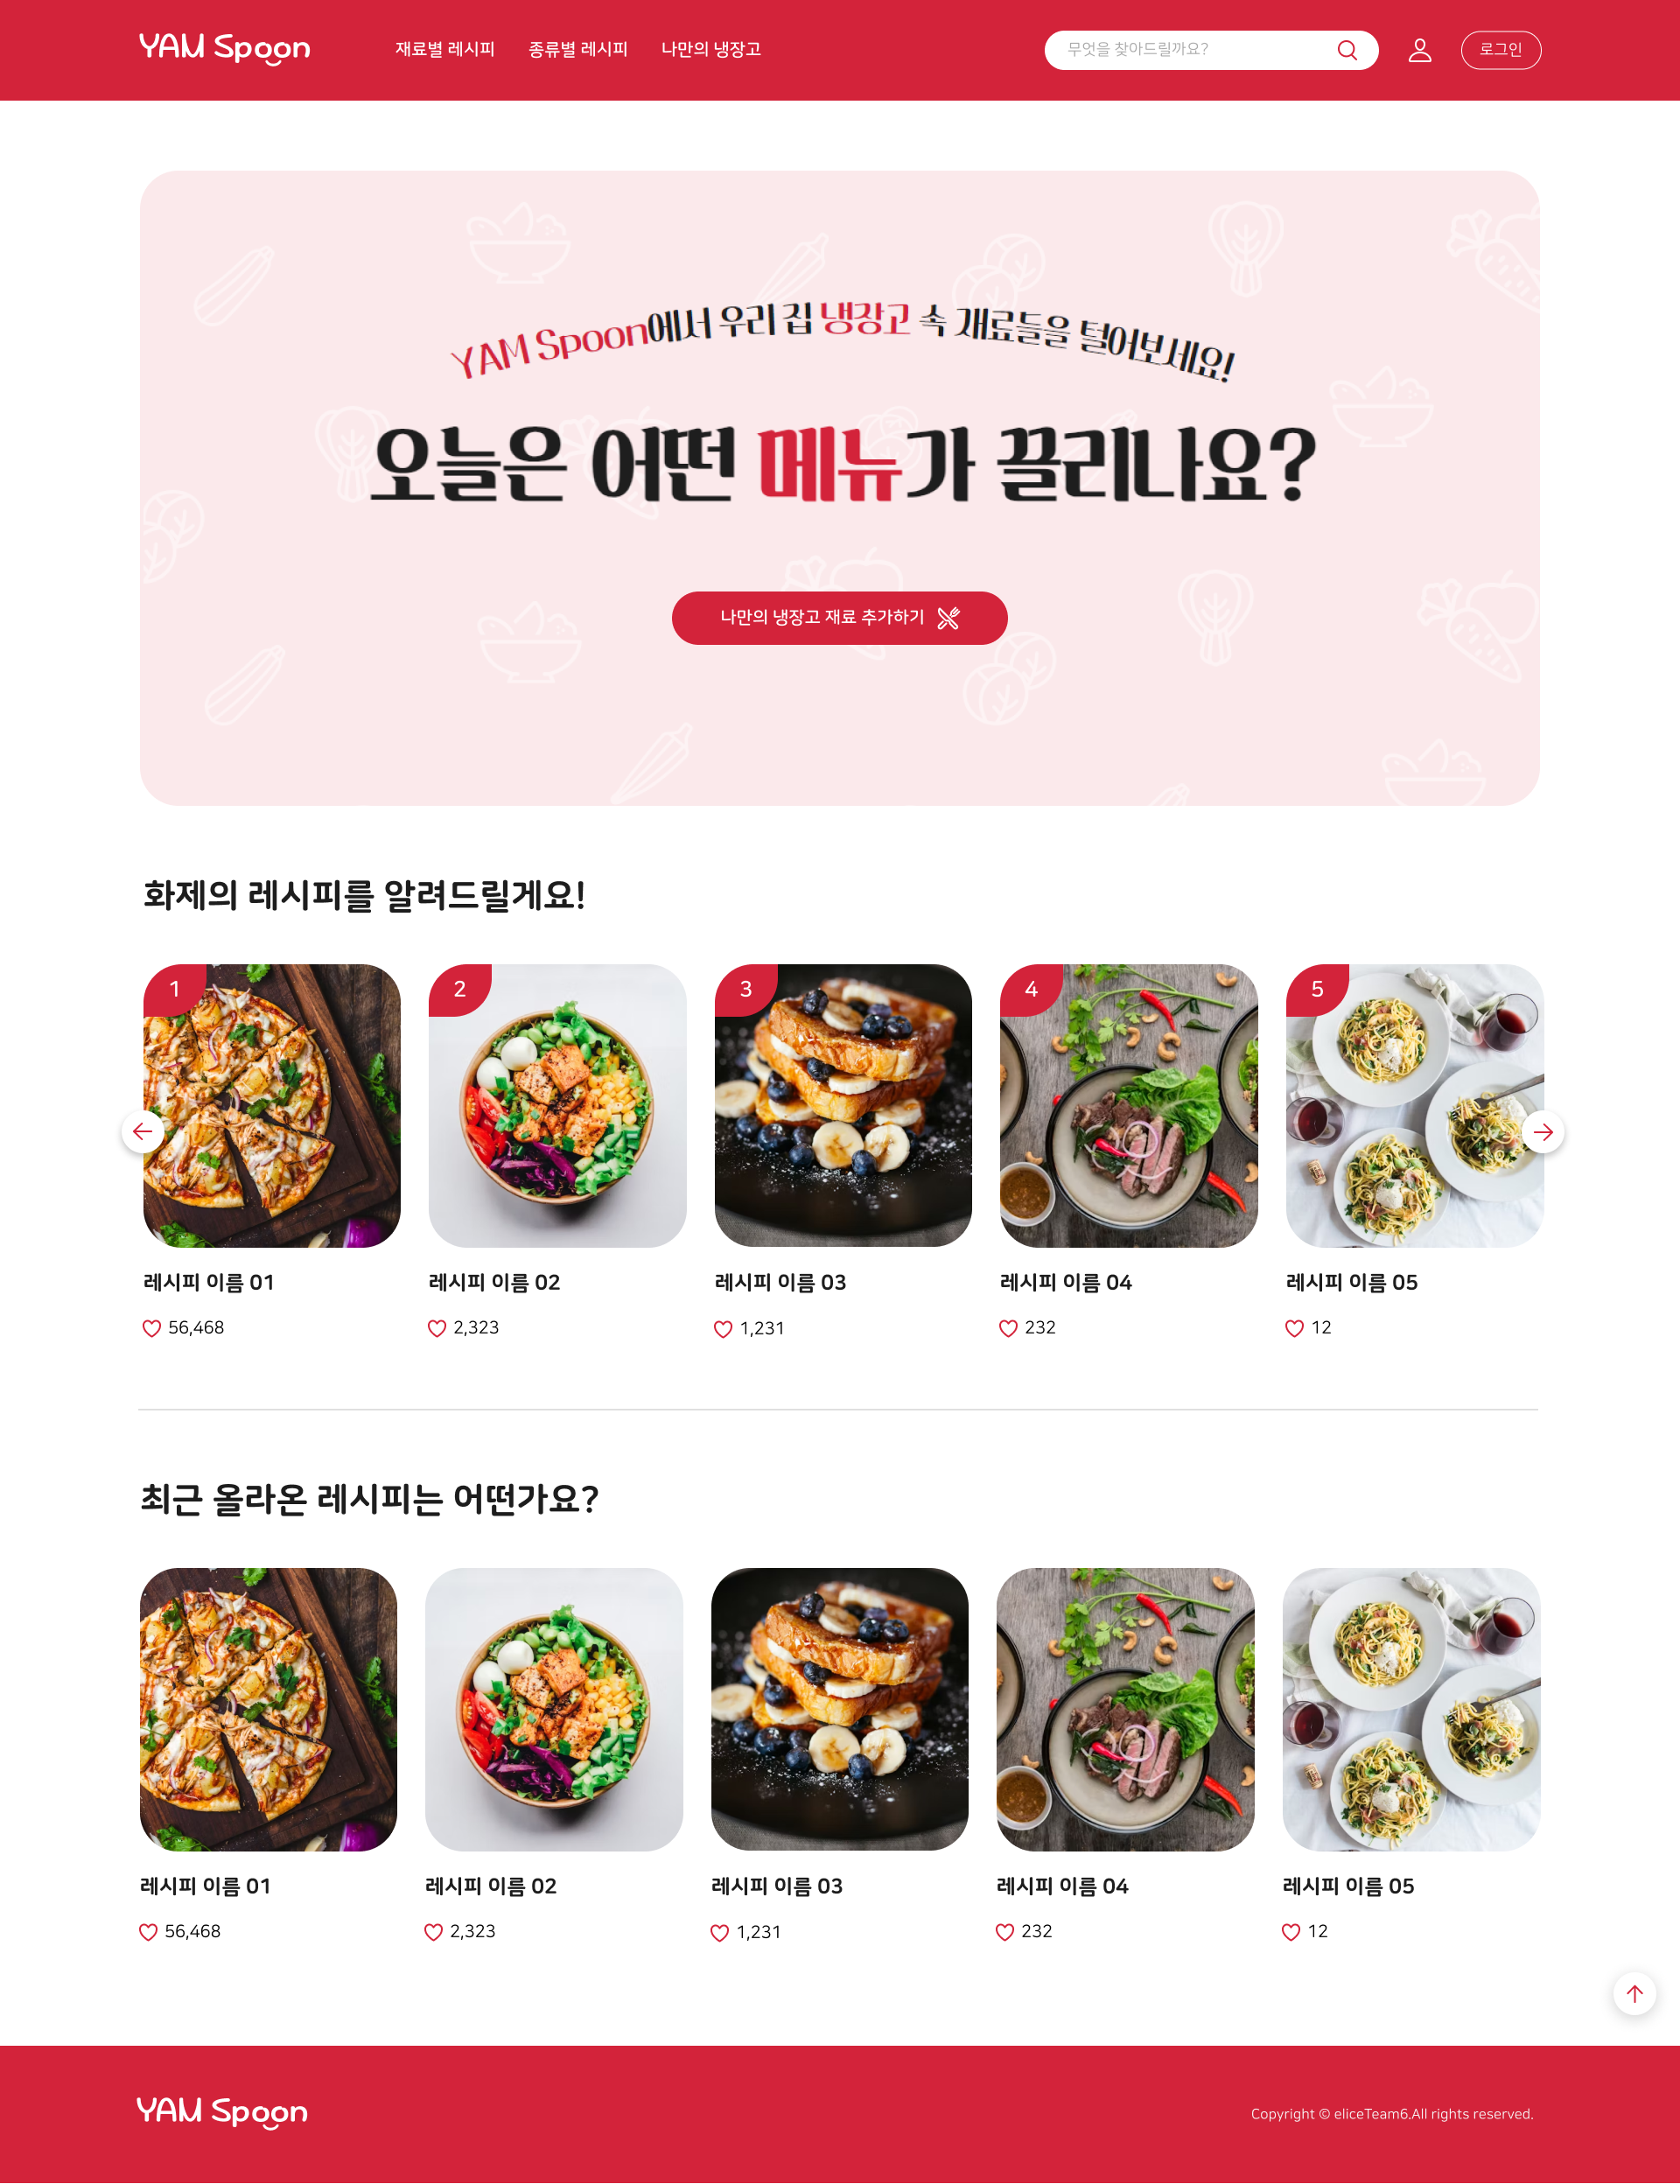 YAM Spoon
재료별 레시피
종류별 레시피
나만의 냉장고
무엇을 찾아드릴까요?
로그인
YAM Spoon에서 우리 집 냉장고 속 재료들을 털어보세요!
오늘은 어떤 메뉴가 끌리나요?
나만의 냉장고 재료 추가하기
화제의 레시피를 알려드릴게요!
1
2
3
4
5
레시피 이름 01
레시피 이름 02
레시피 이름 03
레시피 이름 04
레시피 이름 05
56,468
2,323
1,231
232
12
최근 올라온 레시피는 어떤가요?
레시피 이름 01
레시피 이름 02
레시피 이름 03
레시피 이름 04
레시피 이름 05
56,468
2,323
1,231
232
12
YAM Spoon
Copyright © eliceTeam6.All rights reserved.